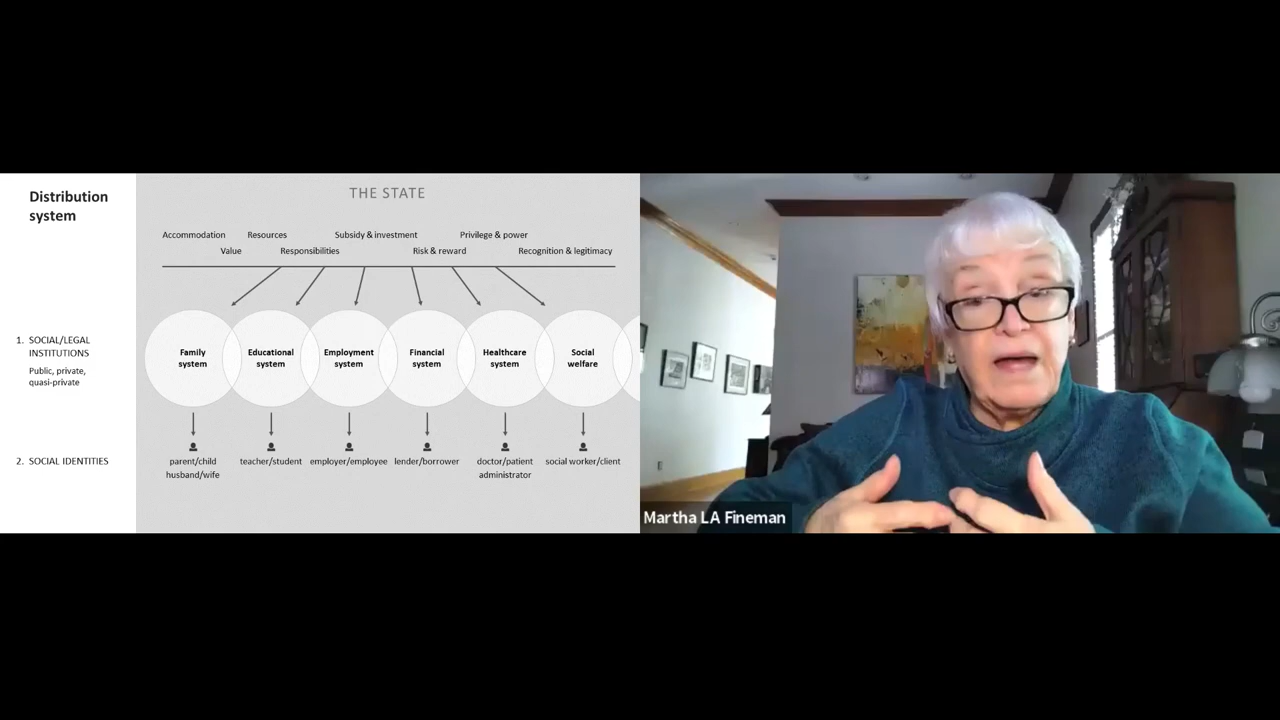 Distribution
system
THE STATE
Accommodation Resources Subsidy & investment Privilege & power
Value Responsibilities Risk & reward Recognition & legitimacy
1. SOCIAL/LEGAL
INSTITUTIONS
Public, private,
quasi-private
Family
system
Educational
system
Employment
system
Financial
system
Healthcare
system
Social
welfare
2. SOCIAL IDENTITIES
parent/child
husband/wife
teacher/student
employer/employee
lender/borrower
doctor/patient
administrator
social worker/client
Martha LA Fineman